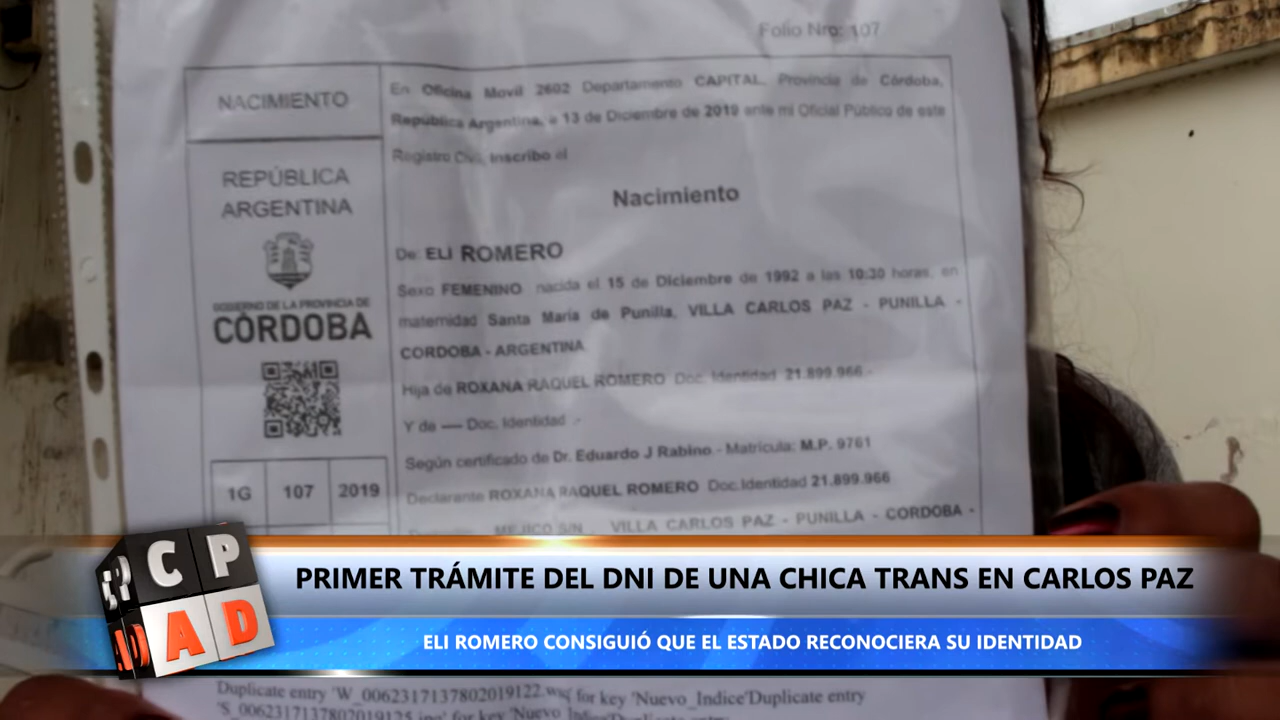 Folio Nro: 107
NACIMIENTO
REPÚBLICA
ARGENTINA
GOBIERNO DE LA PROVINCIA DE
CÓRDOBA
1G 107 2019
En Oficina Movil 2602 Departamento CAPITAL, Provincia de Córdoba,
República Argentina, a 13 de Diciembre de 2019 ante mi Oficial Público de este
Registro Civil, Inscribo el
Nacimiento
De: ELI ROMERO
Sexo FEMENINO nacida el 15 de Diciembre de 1992 a las 10:30 horas, en
maternidad Santa María de Punilla, VILLA CARLOS PAZ - PUNILLA -
CORDOBA - ARGENTINA
Hija de ROXANA RAQUEL ROMERO Doc. Identidad 21.899.966.-
Y de ---- Doc. Identidad .-
Según certificado de Dr. Eduardo J Rabino.- Matricula: M.P. 9761
Declarante ROXANA RAQUEL ROMERO Doc.Identidad 21.899.966
MEJICO S/N VILLA CARLOS PAZ - PUNILLA - CORDOBA -
CP
AD
PRIMER TRÁMITE DEL DNI DE UNA CHICA TRANS EN CARLOS PAZ
ELI ROMERO CONSIGUIÓ QUE EL ESTADO RECONOCIERA SU IDENTIDAD
Duplicate entry for key 'Nuevo_Indice'Duplicate entry